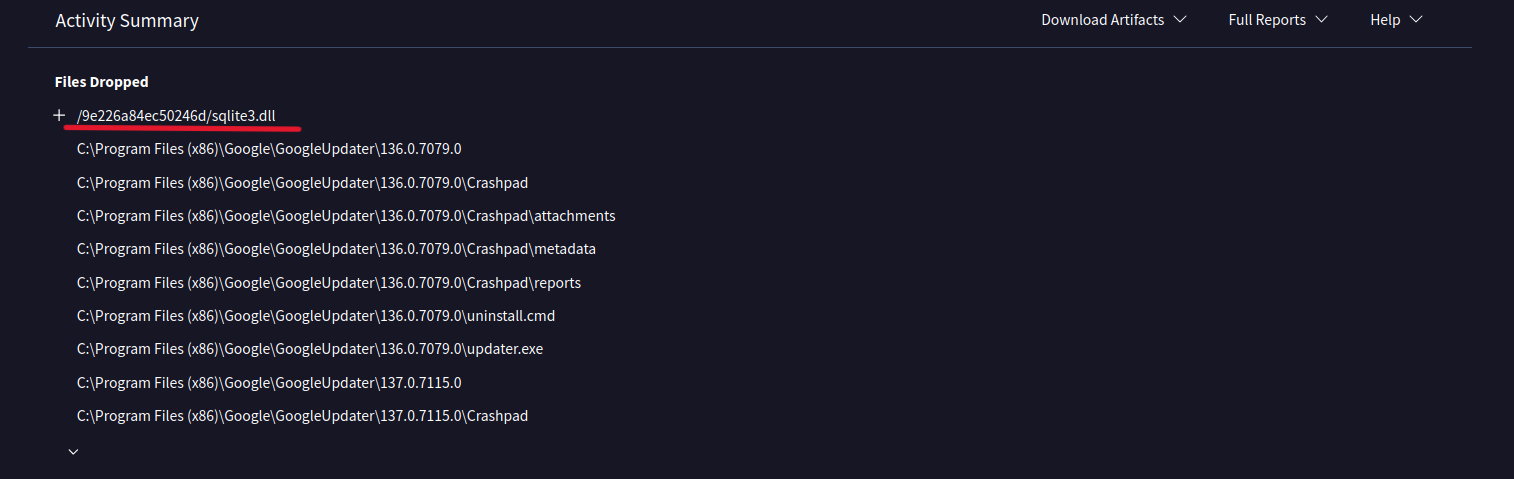 Activity Summary
Download Artifacts
Full Reports
Help
Files Dropped
/9e226a84ec50246d/sqlite3.dll
C:\Program Files (x86)\Google\GoogleUpdater\136.0.7079.0
C:\Program Files (x86)\Google\GoogleUpdater\136.0.7079.0\Crashpad
C:\Program Files (x86)\Google\GoogleUpdater\136.0.7079.0\Crashpad\attachments
C:\Program Files (x86)\Google\GoogleUpdater\136.0.7079.0\Crashpad\metadata
C:\Program Files (x86)\Google\GoogleUpdater\136.0.7079.0\Crashpad\reports
C:\Program Files (x86)\Google\GoogleUpdater\136.0.7079.0\uninstall.cmd
C:\Program Files (x86)\Google\GoogleUpdater\136.0.7079.0\updater.exe
C:\Program Files (x86)\Google\GoogleUpdater\137.0.7115.0
C:\Program Files (x86)\Google\GoogleUpdater\137.0.7115.0\Crashpad